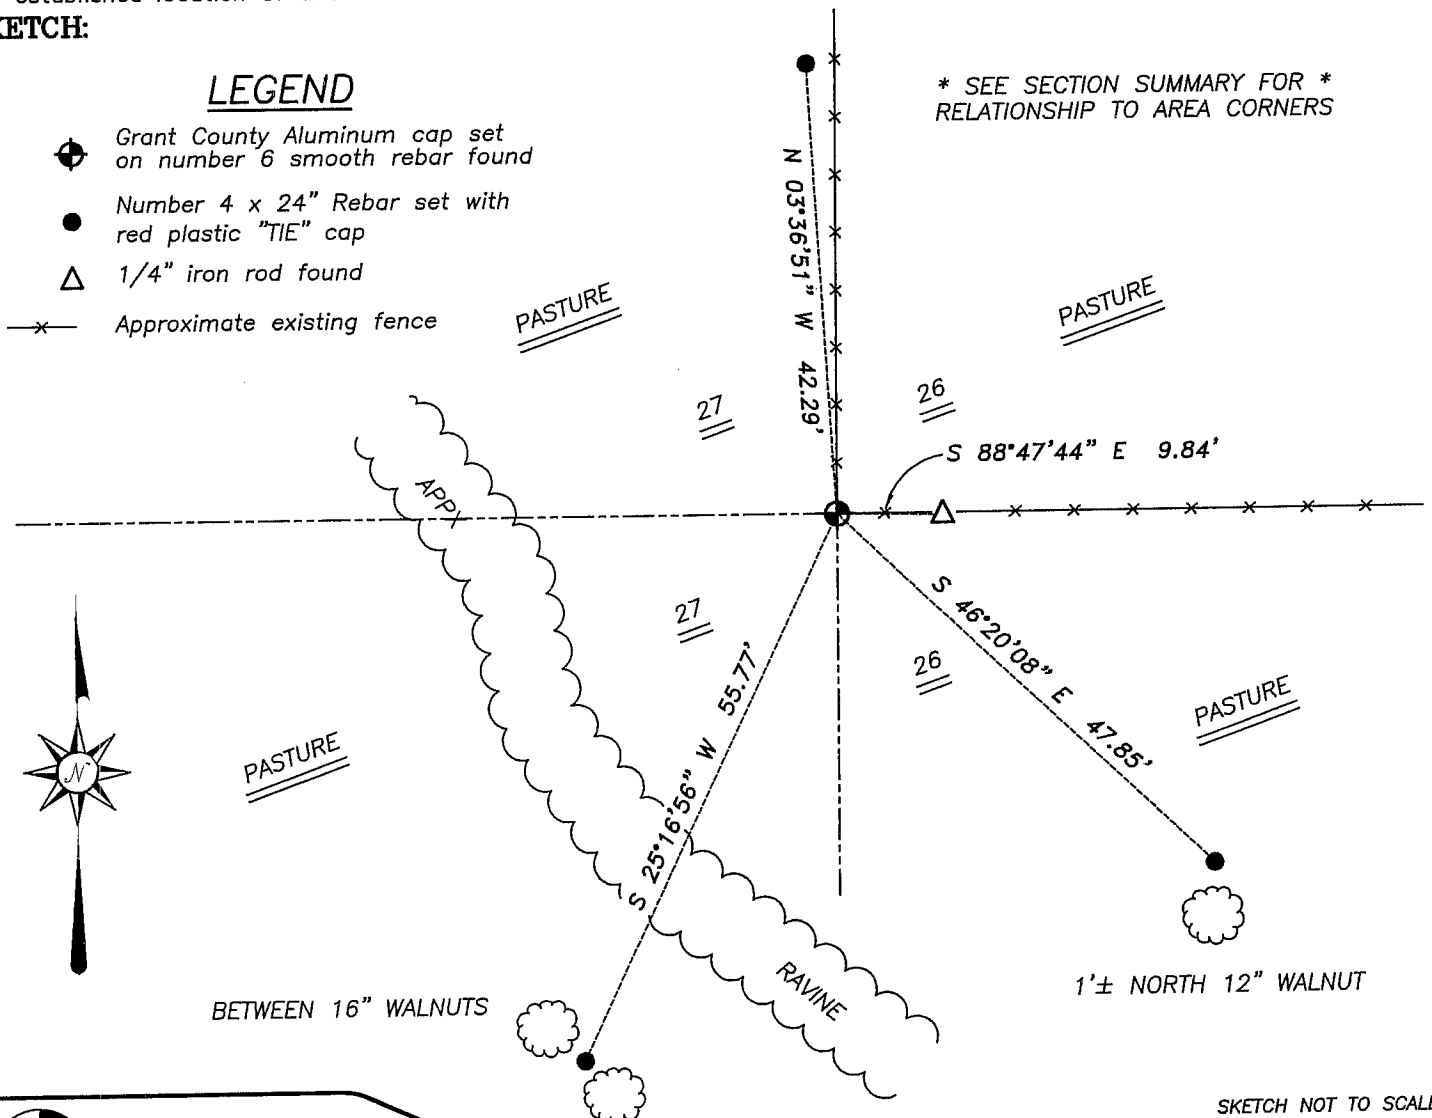 KETCH:
LEGEND
Grant County Aluminum cap set
on number 6 smooth rebar found
Number 4 x 24" Rebar set with
red plastic "TIE" cap
1/4" iron rod found
Approximate existing fence
* SEE SECTION SUMMARY FOR *
RELATIONSHIP TO AREA CORNERS
N 03°36'51" W 42.29'
PASTURE
PASTURE
27
26
S 88°47'44" E 9.84'
APPX
27
26
S 46°20'08" E 47.85'
S 25°16'56" W 55.77'
PASTURE
PASTURE
N
RAVINE
BETWEEN 16" WALNUTS
1'± NORTH 12" WALNUT
SKETCH NOT TO SCALE